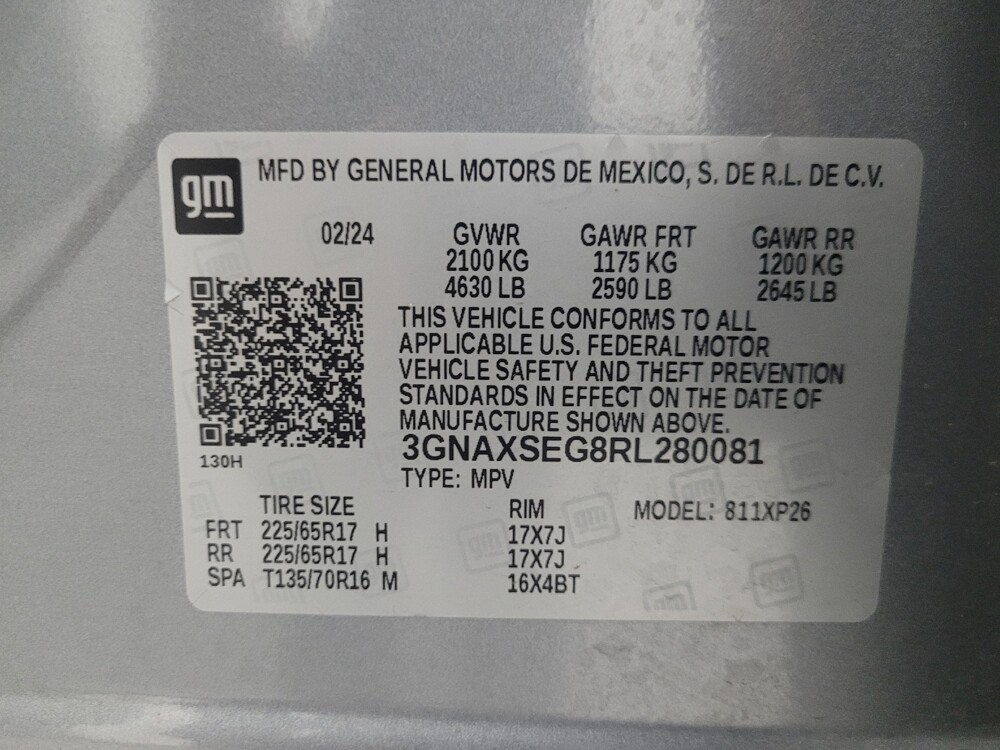 gm
MFD BY GENERAL MOTORS DE MEXICO, S. DE R.L. DE C.V.
02/24 GVWR GAWR FRT GAWR RR
2100 KG 1175 KG 1200 KG
4630 LB 2590 LB 2645 LB
THIS VEHICLE CONFORMS TO ALL
APPLICABLE U.S. FEDERAL MOTOR
VEHICLE SAFETY AND THEFT PREVENTION
STANDARDS IN EFFECT ON THE DATE OF
MANUFACTURE SHOWN ABOVE.
3GNAXSEG8RL280081
130H
TYPE: MPV
TIRE SIZE RIM MODEL: 811XP26
FRT 225/65R17 H 17X7J
RR 225/65R17 H 17X7J
SPA T135/70R16 M 16X4BT